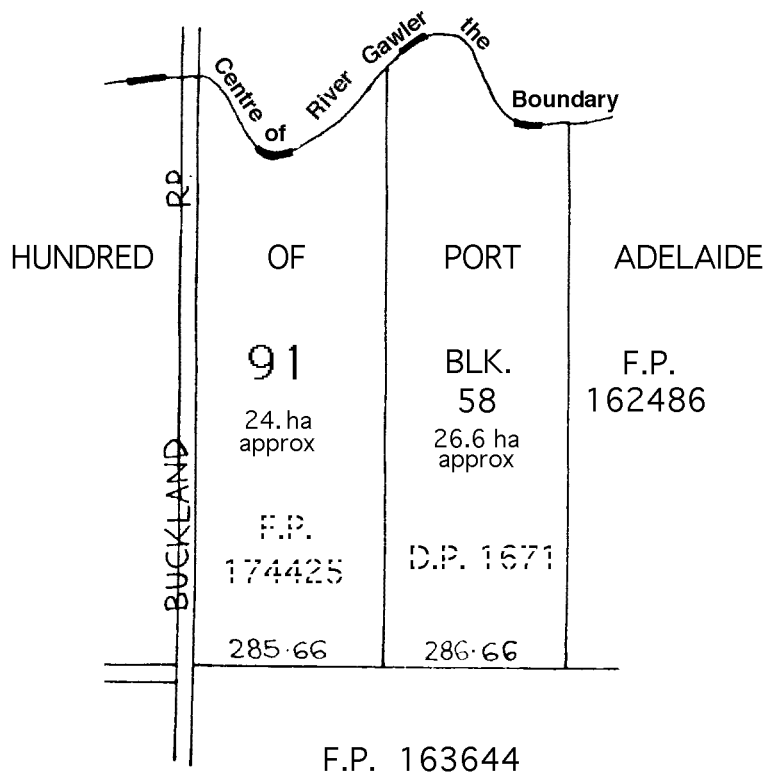 Centre of River Gawler the Boundary
RD
HUNDRED OF PORT ADELAIDE
91
24. ha
approx
F.P.
174425
285·66
BLK.
58
26.6 ha
approx
D.P. 1671
286·66
F.P.
162486
BUCKLAND
F.P. 163644